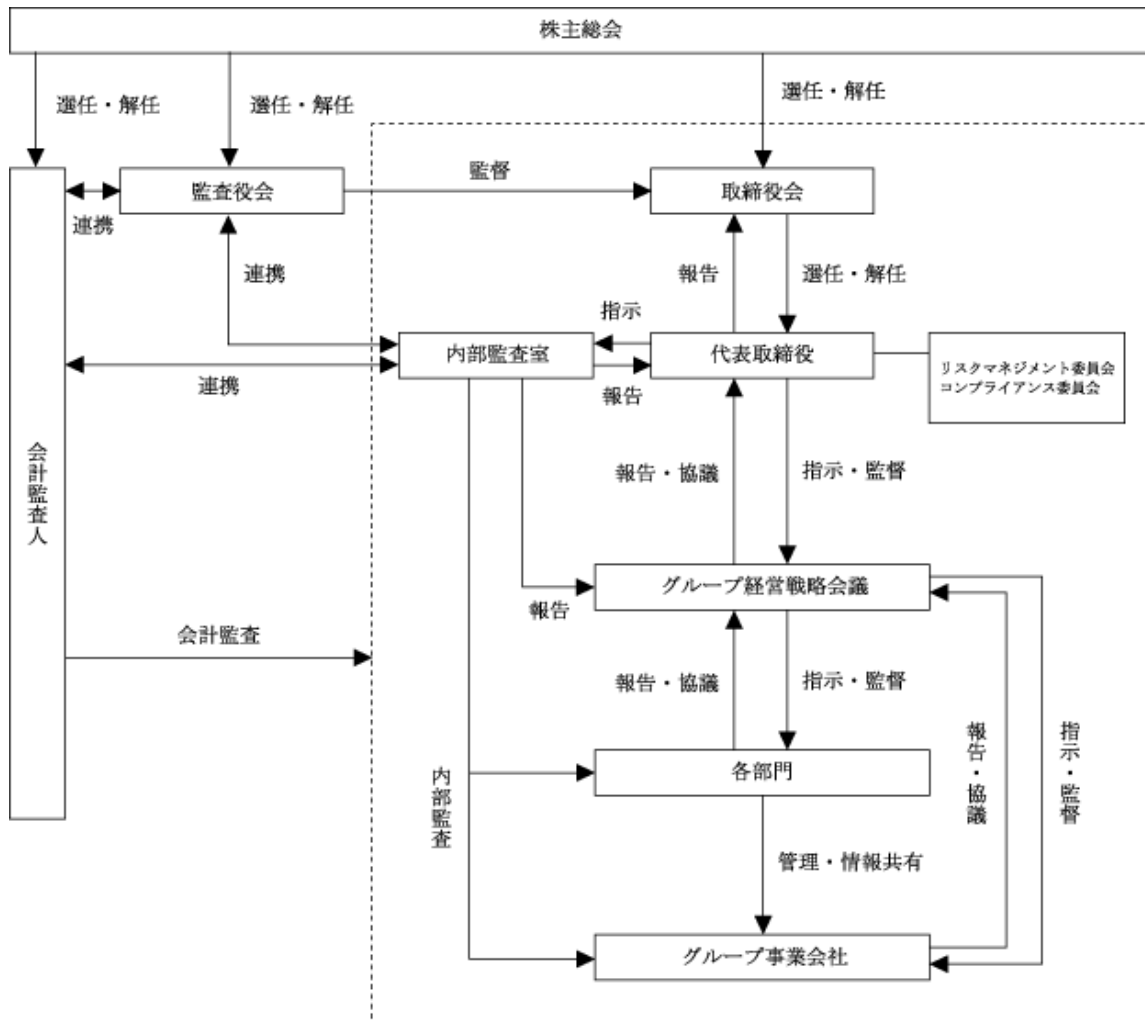 株主総会
選任・解任
選任・解任
選任・解任
監査役会
監督
取締役会
連携
連携
報告
選任・解任
指示
内部監査室
代表取締役
リスクマネジメント委員会
コンプライアンス委員会
連携
報告
会計監査人
報告・協議
指示・監督
グループ経営戦略会議
報告
会計監査
報告・協議
指示・監督
報告・協議
指示・監督
各部門
内部監査
管理・情報共有
グループ事業会社